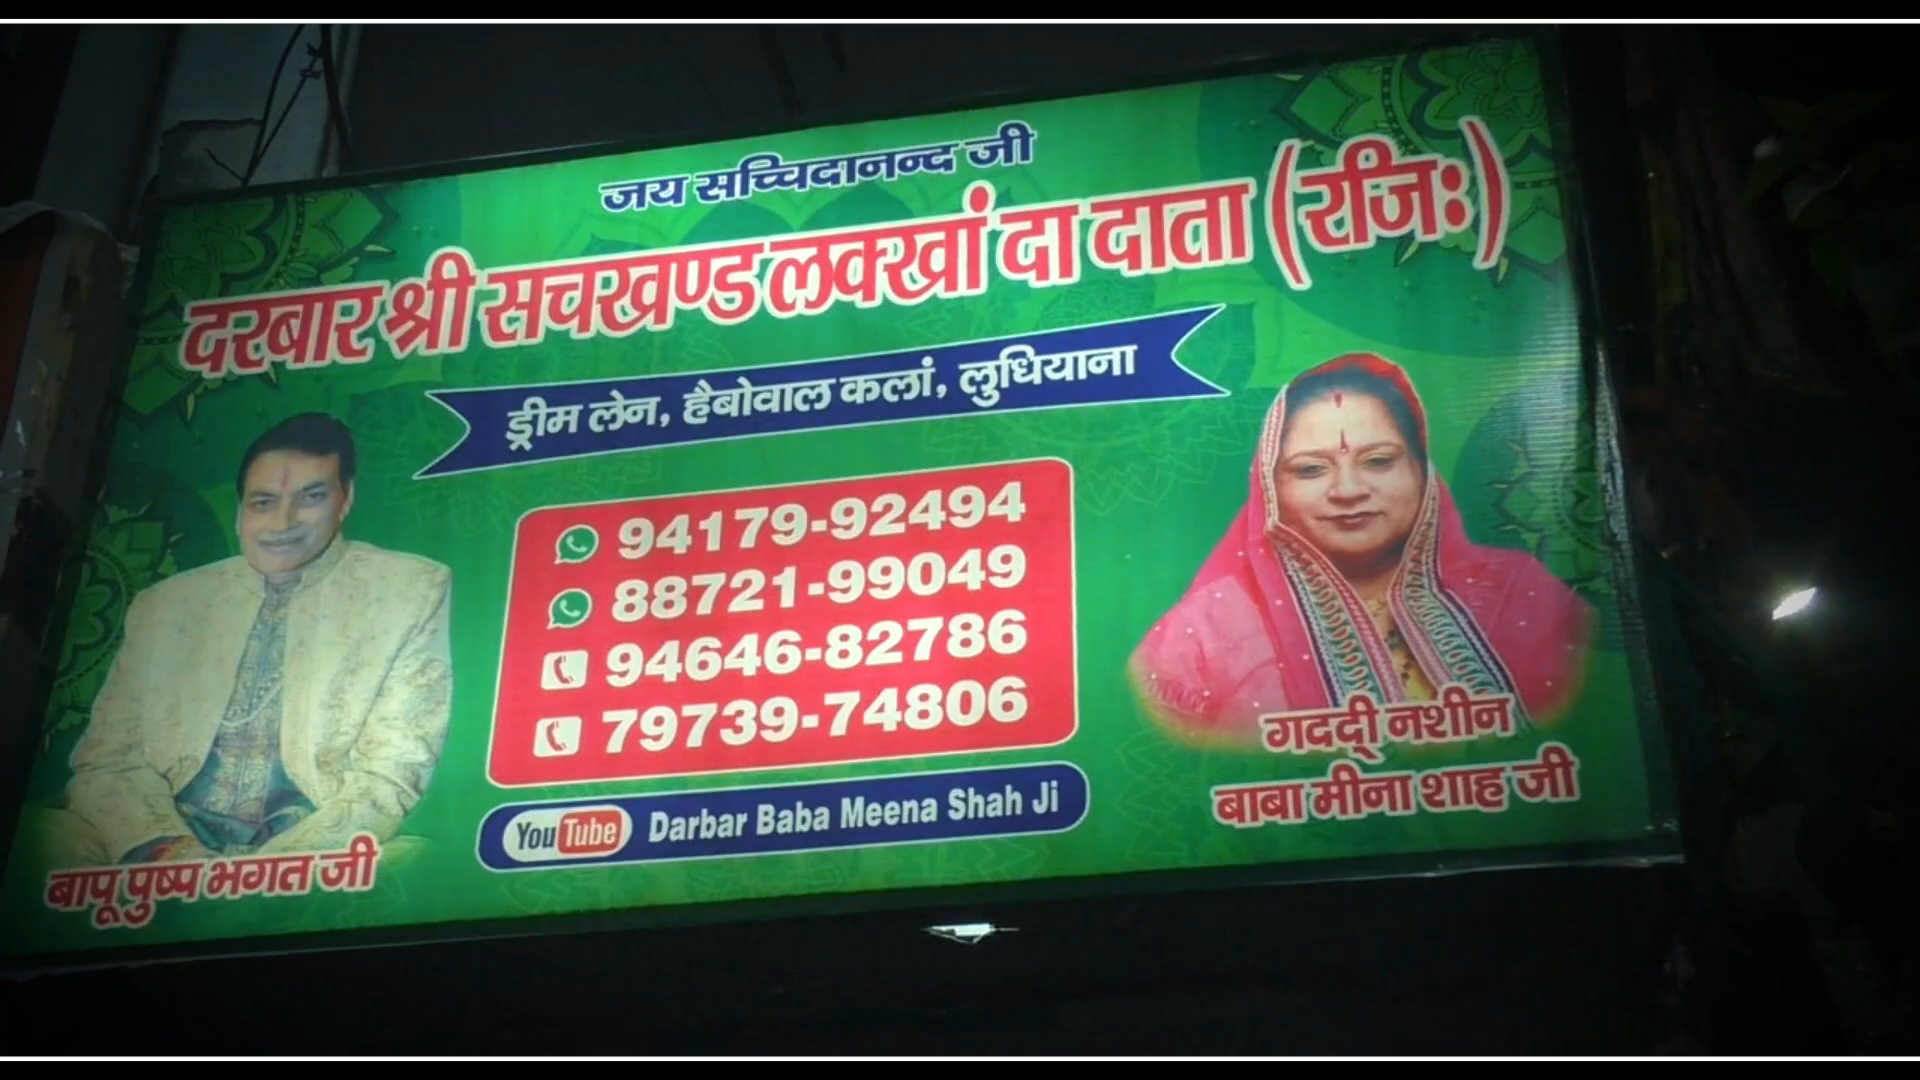 जय सच्चिदानन्द जी
दरबार श्री सचखण्ड लक्खां दा दाता (रजिः)
ड्रीम लेन, हैबोवाल कलां, लुधियाना
94179-92494
88721-99049
94646-82786
79739-74806
YouTube Darbar Baba Meena Shah Ji
बापू पुष्प भगत जी
गददी् नशीन
बाबा मीना शाह जी